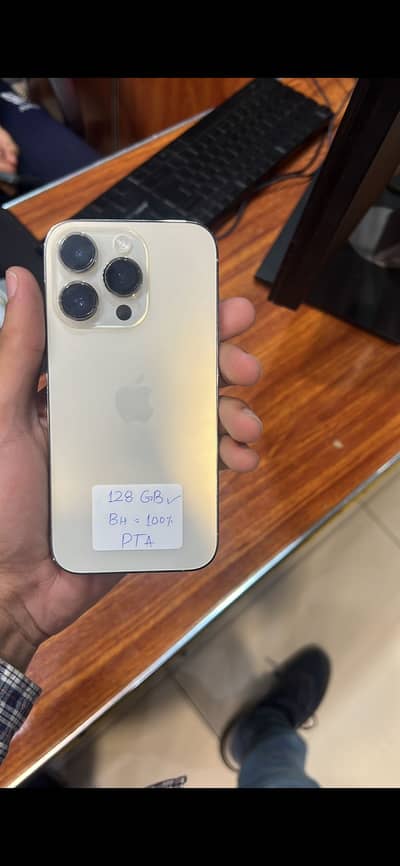 128 GB ✓
BH = 100%
PTA